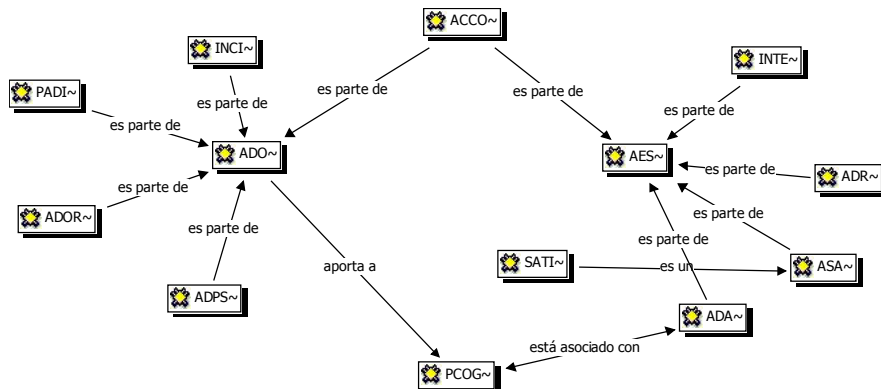 ACCO~
INCI~
INTE~
PADI~
es parte de
es parte de
es parte de
es parte de
es parte de
ADO~
AES~
es parte de
es parte de
ADR~
ADOR~
es parte de
es parte de
es parte de
aporta a
SATI~
es un
ASA~
ADPS~
ADA~
está asociado con
PCOG~